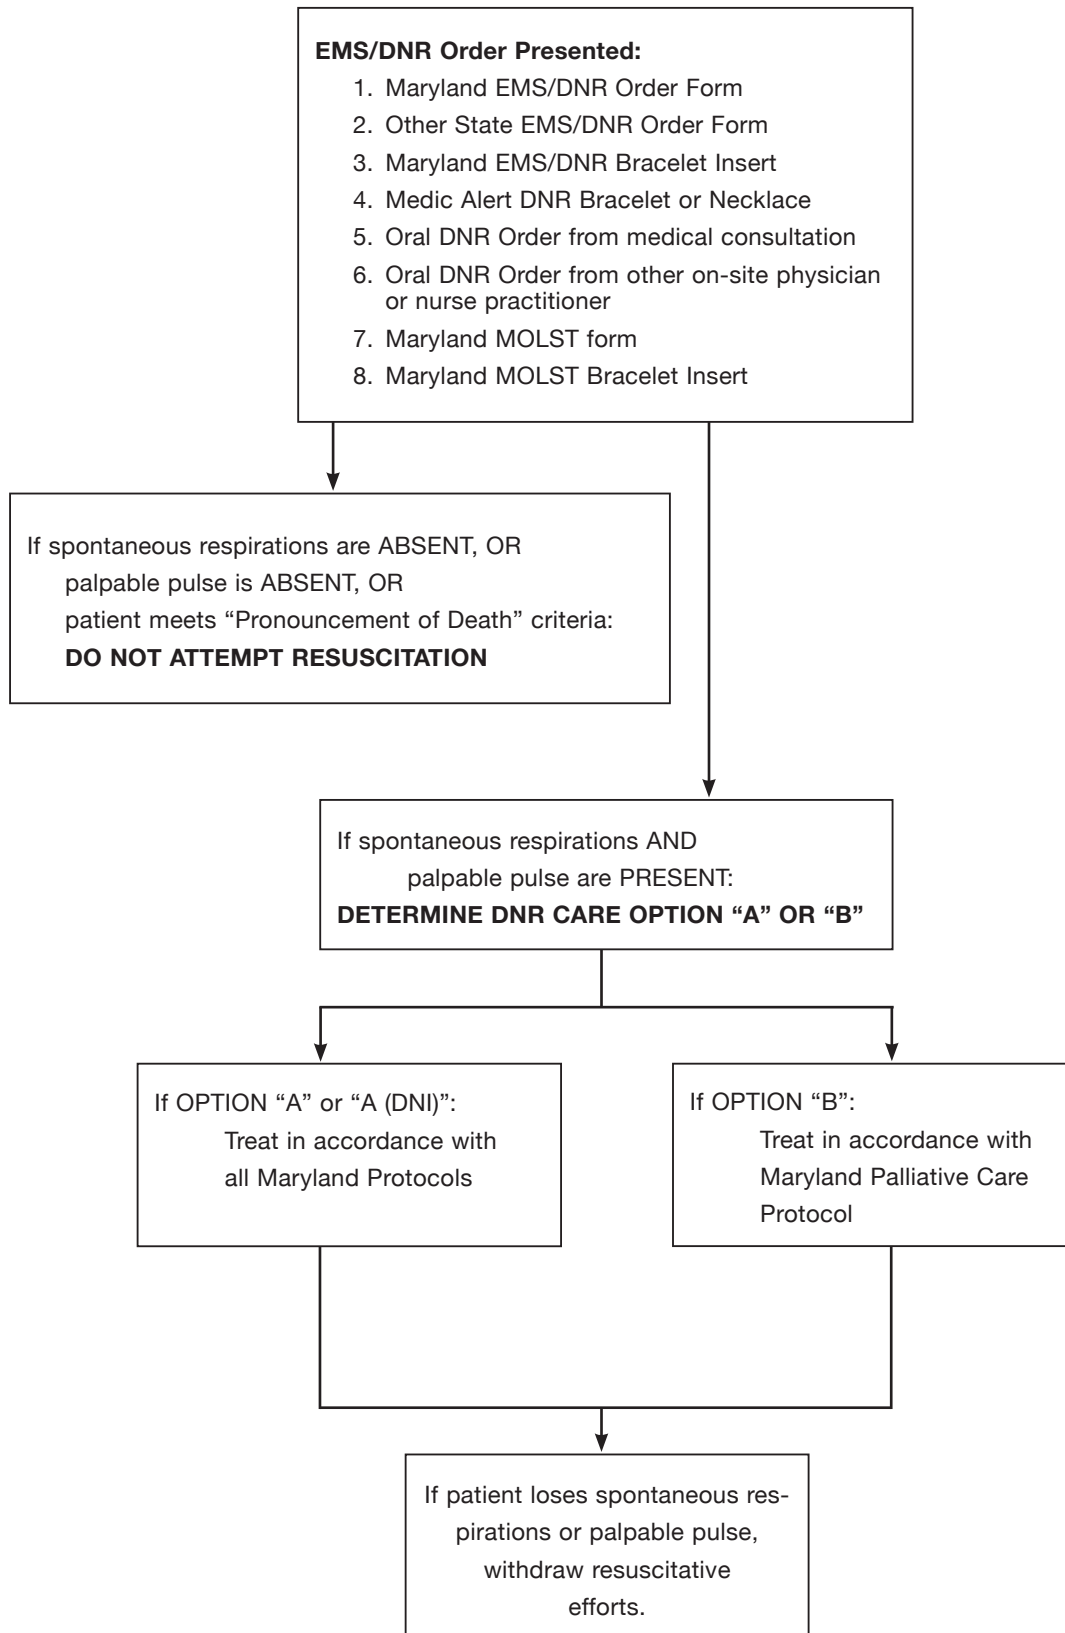 EMS/DNR Order Presented:
1. Maryland EMS/DNR Order Form
2. Other State EMS/DNR Order Form
3. Maryland EMS/DNR Bracelet Insert
4. Medic Alert DNR Bracelet or Necklace
5. Oral DNR Order from medical consultation
6. Oral DNR Order from other on-site physician
or nurse practitioner
7. Maryland MOLST form
8. Maryland MOLST Bracelet Insert
If spontaneous respirations are ABSENT, OR
palpable pulse is ABSENT, OR
patient meets “Pronouncement of Death” criteria:
DO NOT ATTEMPT RESUSCITATION
If spontaneous respirations AND
palpable pulse are PRESENT:
DETERMINE DNR CARE OPTION “A” OR “B”
If OPTION “A” or “A (DNI)”:
Treat in accordance with
all Maryland Protocols
If OPTION “B”:
Treat in accordance with
Maryland Palliative Care
Protocol
If patient loses spontaneous res-
pirations or palpable pulse,
withdraw resuscitative
efforts.